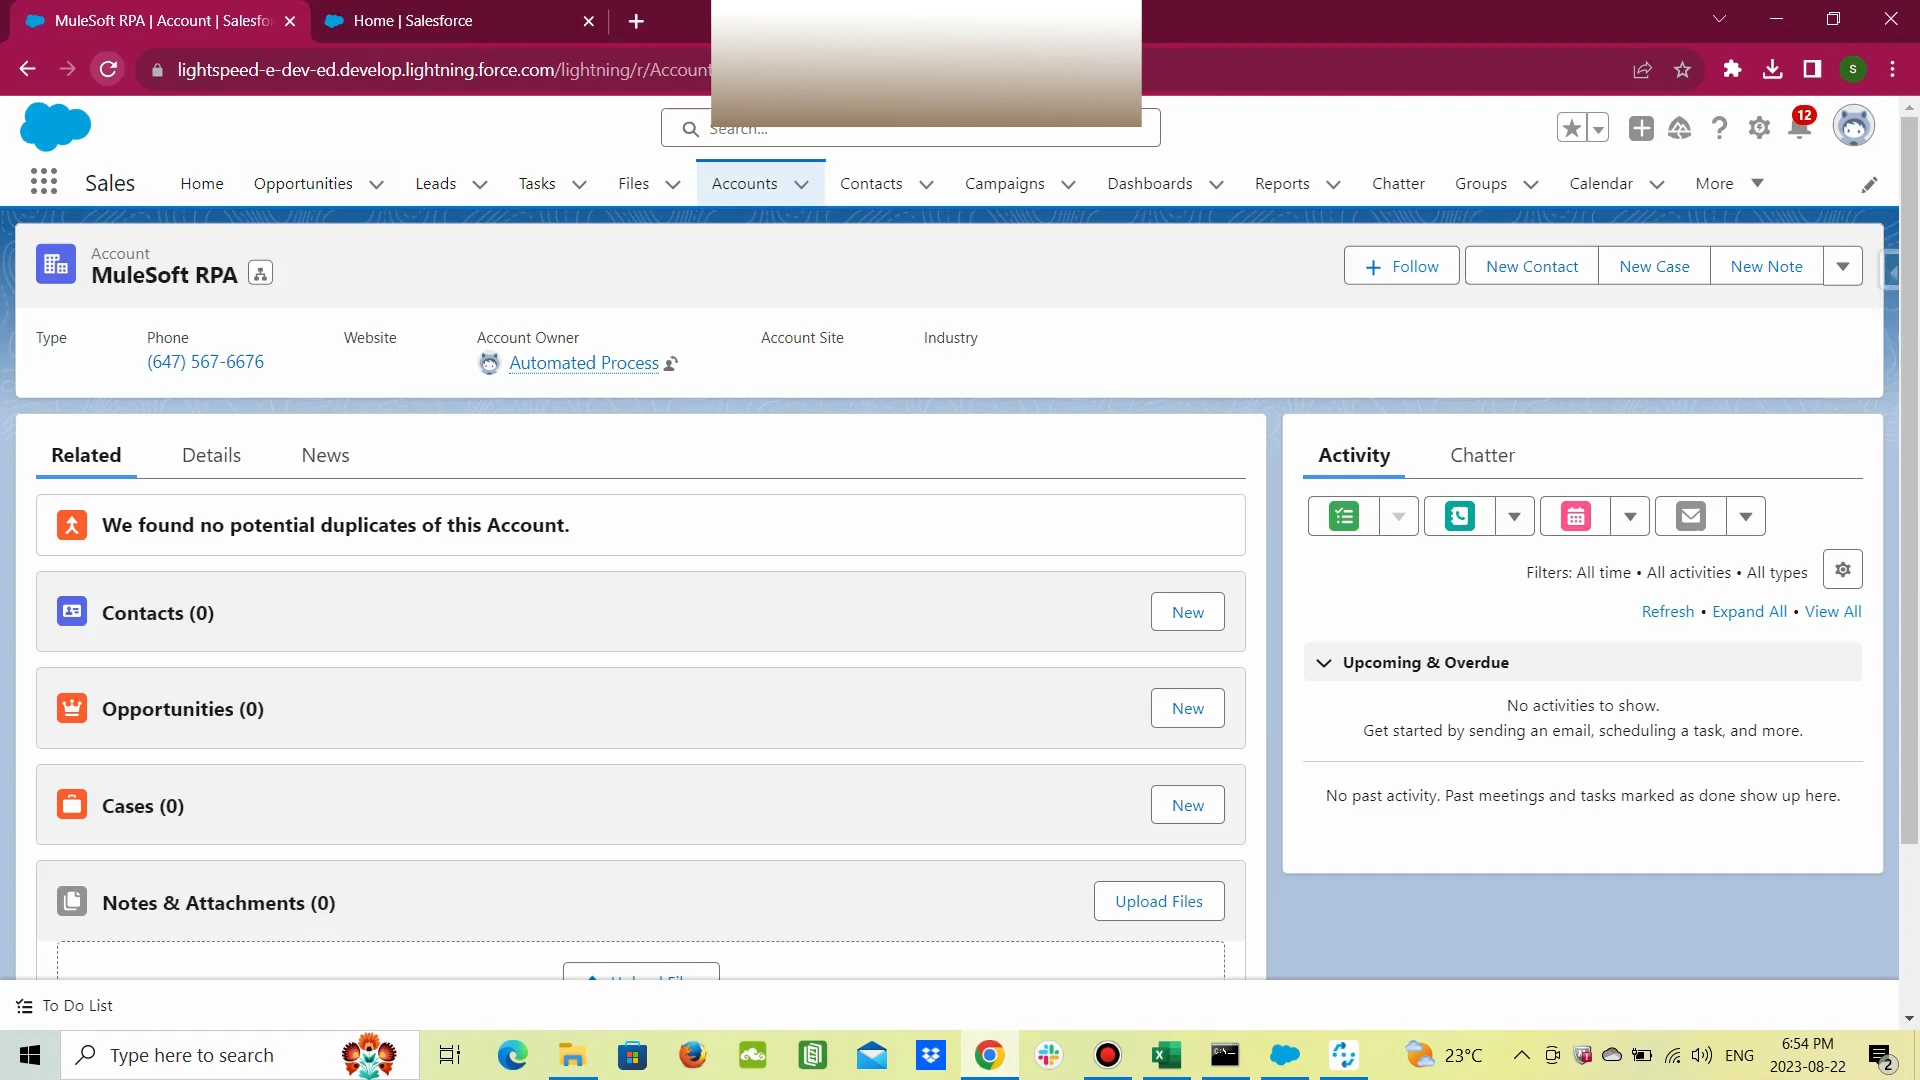 MuleSoft RPA | Account | Salesfo
Home | Salesforce
lightspeed-e-dev-ed.develop.lightning.force.com/lightning/r/Account
S
Search...
12
Sales
Home
Opportunities
Leads
Tasks
Files
Accounts
Contacts
Campaigns
Dashboards
Reports
Chatter
Groups
Calendar
More
Account
MuleSoft RPA
Follow
New Contact
New Case
New Note
Type
Phone
Website
Account Owner
Account Site
Industry
(647) 567-6676
Automated Process
Related
Details
News
We found no potential duplicates of this Account.
Contacts (0)
New
Opportunities (0)
New
Cases (0)
New
Notes & Attachments (0)
Upload Files
Activity
Chatter
Filters: All time • All activities • All types
Refresh • Expand All • View All
Upcoming & Overdue
No activities to show.
Get started by sending an email, scheduling a task, and more.
No past activity. Past meetings and tasks marked as done show up here.
To Do List
Type here to search
23°C
ENG
6:54 PM
2023-08-22
2